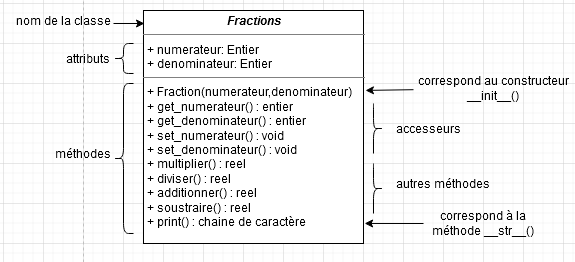 nom de la classe
Fractions
attributs
+ numerateur: Entier
+ denominateur: Entier
méthodes
+ Fraction(numerateur,denominateur)
+ get_numerateur() : entier
+ get_denominateur() : entier
+ set_numerateur() : void
+ set_denominateur() : void
+ multiplier() : reel
+ diviser() : reel
+ additionner() : reel
+ soustraire() : reel
+ print() : chaine de caractère
correspond au constructeur
__init__()
accesseurs
autres méthodes
correspond à la
méthode __str__()